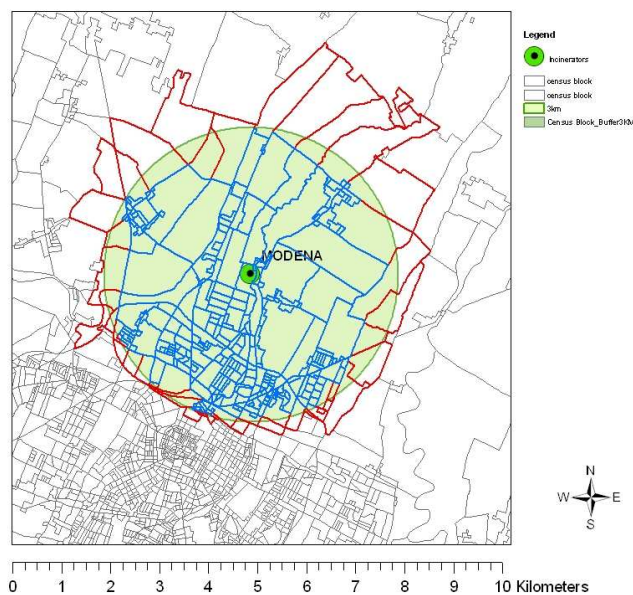 Legend
Incinerators
census block
census block
3km
Census Block_Buffer3KM
MODENA
N
W E
S
0 1 2 3 4 5 6 7 8 9 10 Kilometers